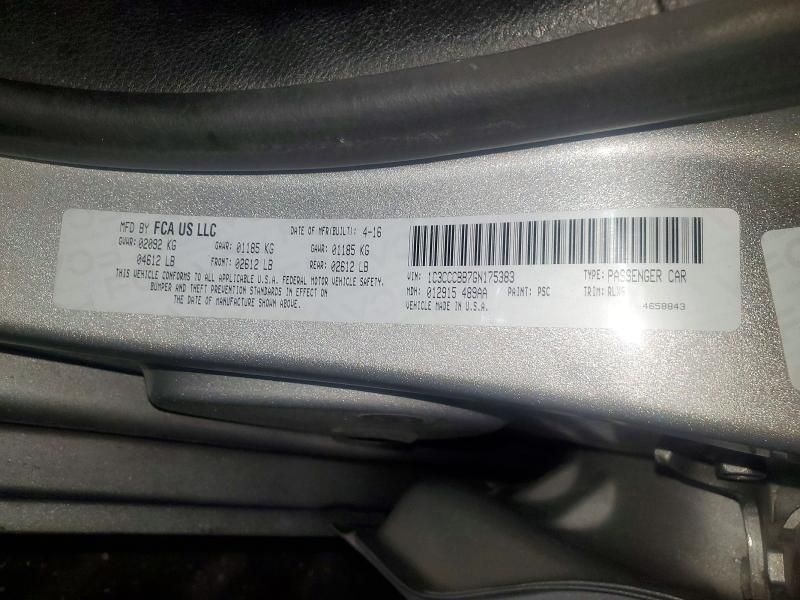 MFD BY FCA US LLC DATE OF MFR(BUILT): 4-16
GVWR: 02092 KG GAWR: 01185 KG GAWR: 01185 KG
04612 LB FRONT: 02612 LB REAR: 02612 LB
THIS VEHICLE CONFORMS TO ALL APPLICABLE U.S.A. FEDERAL MOTOR VEHICLE SAFETY,
BUMPER AND THEFT PREVENTION STANDARDS IN EFFECT ON
THE DATE OF MANUFACTURE SHOWN ABOVE.
VIN: 1C3CCCBB7GN175383 TYPE: PASSENGER CAR
MDH: 012915 489AA PAINT: PSC TRIM:
VEHICLE MADE IN U.S.A. 4658843